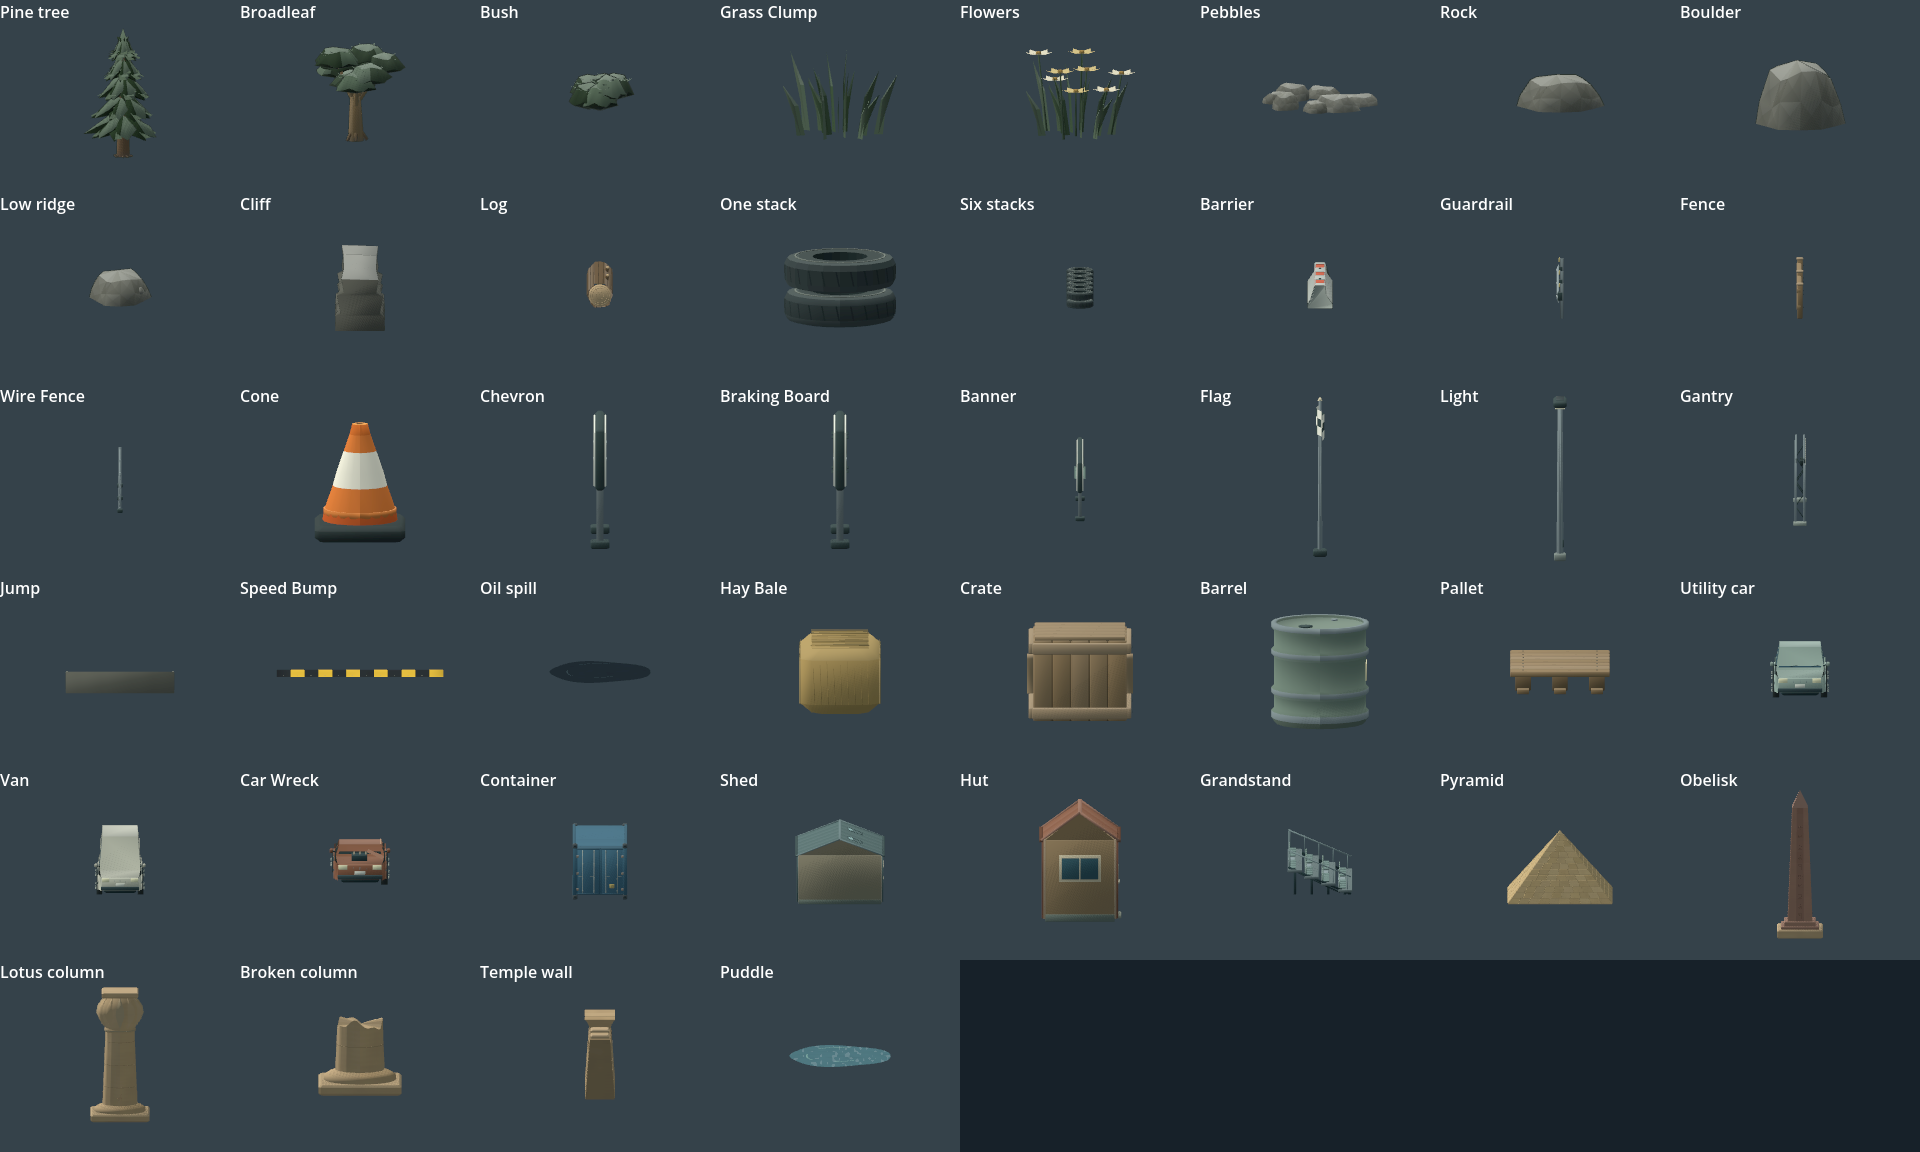 Pine tree
Broadleaf
Bush
Grass Clump
Flowers
Pebbles
Rock
Boulder
Low ridge
Cliff
Log
One stack
Six stacks
Barrier
Guardrail
Fence
Wire Fence
Cone
Chevron
Braking Board
Banner
Flag
Light
Gantry
Jump
Speed Bump
Oil spill
Hay Bale
Crate
Barrel
Pallet
Utility car
Van
Car Wreck
Container
Shed
Hut
Grandstand
Pyramid
Obelisk
Lotus column
Broken column
Temple wall
Puddle